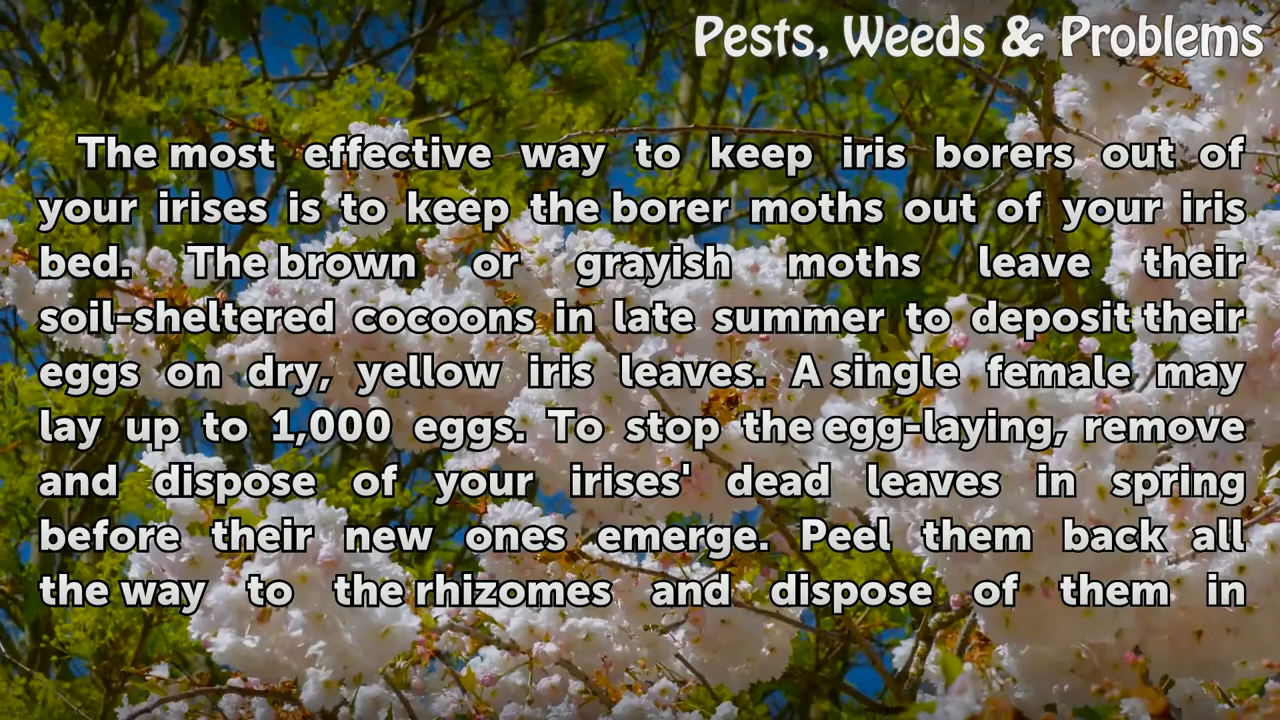 Pests, Weeds & Problems
The most effective way to keep iris borers out of
your irises is to keep the borer moths out of your iris
bed. The brown or grayish moths leave their
soil-sheltered cocoons in late summer to deposit their
eggs on dry, yellow iris leaves. A single female may
lay up to 1,000 eggs. To stop the egg-laying, remove
and dispose of your irises' dead leaves in spring
before their new ones emerge. Peel them back all
the way to the rhizomes and dispose of them in